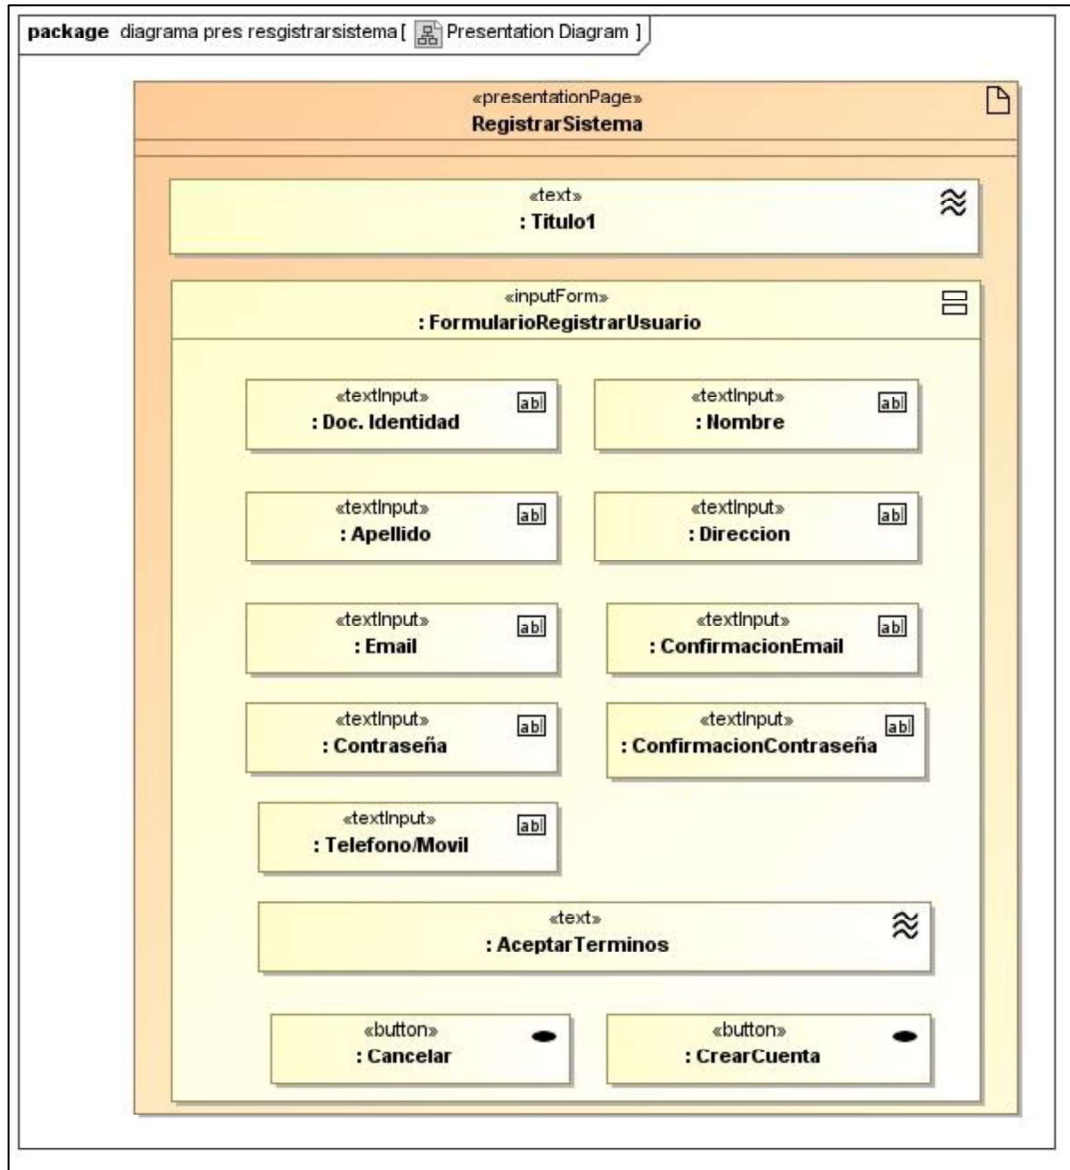 package diagrama pres resgistrarsistema [ Presentation Diagram ]
«presentationPage»
RegistrarSistema
«text»
: Titulo1
«inputForm»
: FormularioRegistrarUsuario
«textInput»
: Doc. Identidad
abl
«textInput»
: Nombre
abl
«textInput»
: Apellido
abl
«textInput»
: Direccion
abl
«textInput»
: Email
abl
«textInput»
: ConfirmacionEmail
abl
«textInput»
: Contraseña
abl
«textInput»
: ConfirmacionContraseña
abl
«textInput»
: Telefono/Movil
abl
«text»
: AceptarTerminos
«button»
: Cancelar
«button»
: CrearCuenta